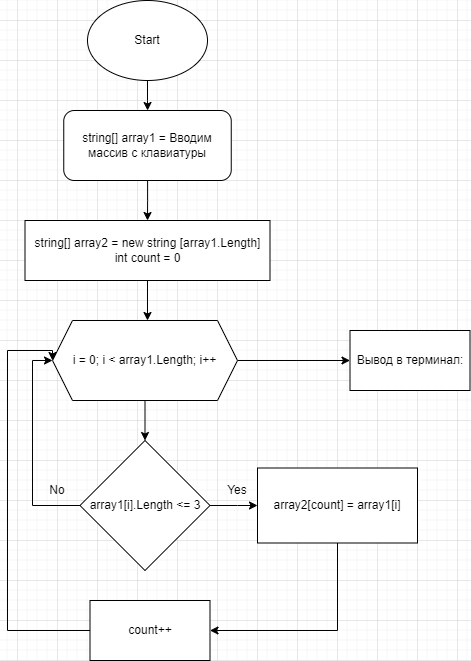 Start
string[] array1 = Вводим
массив с клавиатуры
string[] array2 = new string [array1.Length]
int count = 0
i = 0; i < array1.Length; i++
Вывод в терминал:
No
array1[i].Length <= 3
Yes
array2[count] = array1[i]
count++